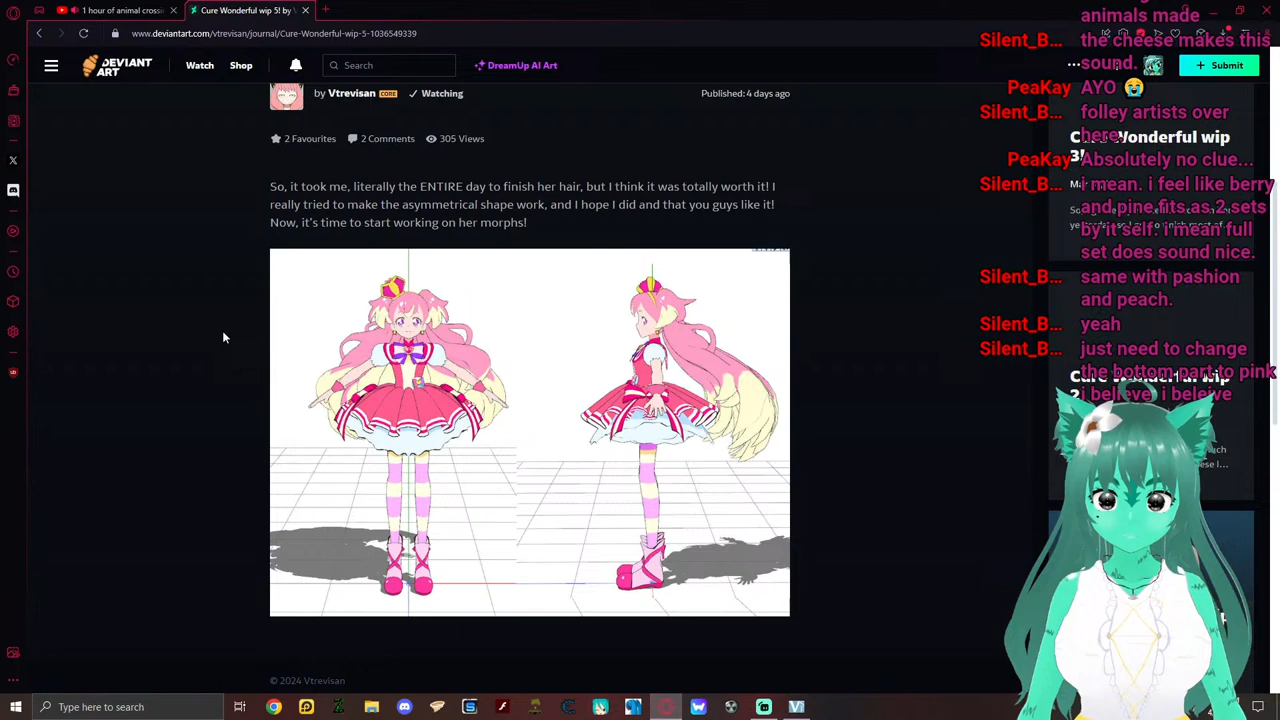 1 hour of animal crossin
Cure Wonderful wip 5! by V
www.deviantart.com/vtrevisan/journal/Cure-Wonderful-wip-5-1036549339
DEVIANT
ART
Watch
Shop
Search
DreamUp AI Art
Submit
by Vtrevisan CORE
Watching
Published: 4 days ago
2 Favourites
2 Comments
305 Views
So, it took me, literally the ENTIRE day to finish her hair, but I think it was totally worth it! I
really tried to make the asymmetrical shape work, and I hope I did and that you guys like it!
Now, it's time to start working on her morphs!
© 2024 Vtrevisan
animals made
Silent_B... the cheese makes this
sound.
PeaKay AYO 😭
Silent_B... folley artists over
here.
PeaKay Absolutely no clue...
Silent_B... i mean. i feel like berry
and pine fits as 2 sets
by it self. i mean full
set does sound nice.
Silent_B... same with pashion
and peach.
Silent_B... yeah
Silent_B... just need to change
the bottom part to pink
i believe. i beleive
Type here to search